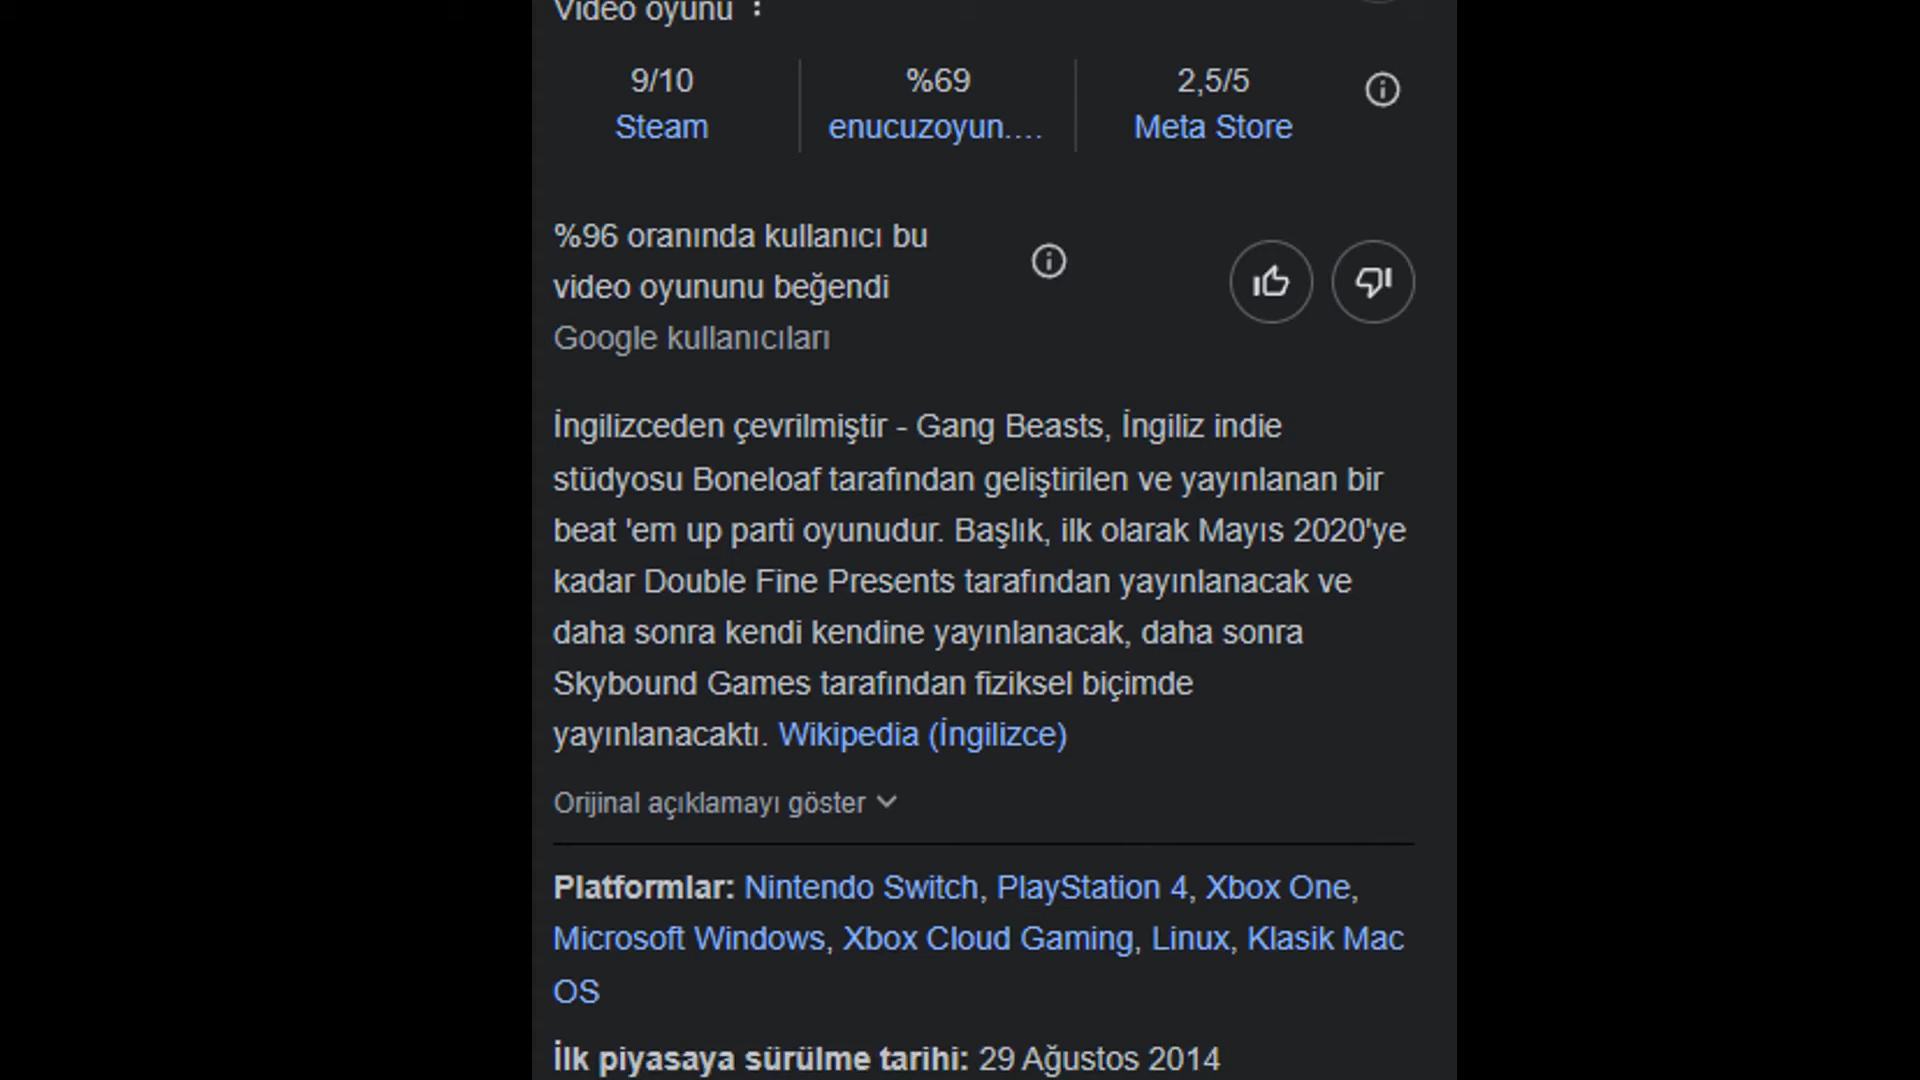 Video oyunu
9/10
Steam
%69
enucuzoyun....
2,5/5
Meta Store
%96 oranında kullanıcı bu
video oyununu beğendi
Google kullanıcıları
İngilizceden çevrilmiştir - Gang Beasts, İngiliz indie
stüdyosu Boneloaf tarafından geliştirilen ve yayınlanan bir
beat 'em up parti oyunudur. Başlık, ilk olarak Mayıs 2020'ye
kadar Double Fine Presents tarafından yayınlanacak ve
daha sonra kendi kendine yayınlanacak, daha sonra
Skybound Games tarafından fiziksel biçimde
yayınlanacaktı. Wikipedia (İngilizce)
Orijinal açıklamayı göster
Platformlar: Nintendo Switch, PlayStation 4, Xbox One,
Microsoft Windows, Xbox Cloud Gaming, Linux, Klasik Mac
OS
İlk piyasaya sürülme tarihi: 29 Ağustos 2014